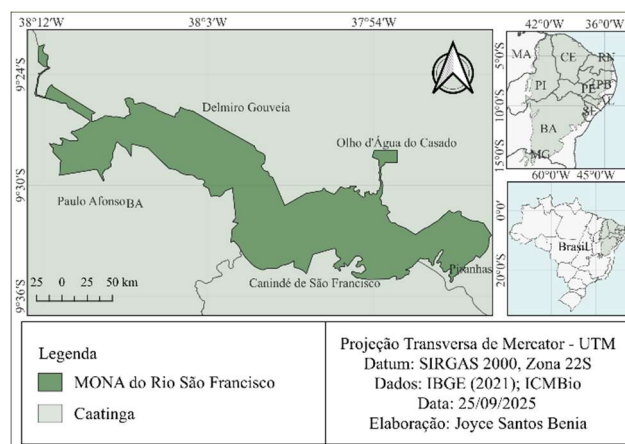 38°12'W 38°3'W 37°54'W
42.0°W 36.0°W
9°24'S
9°30'S
9°36'S
Delmiro Gouveia
Olho d'Água do Casado
Paulo Afonso BA
Canindé de São Francisco
Piranhas
25 0 25 50 km
5.0°S
10.0°S
15.0°S
MA
CE
RN
PI
PB
PE
AL
SE
BA
MG
60.0°W 45.0°W
0.0°S
20.0°S
Brasil
Legenda
MONA do Rio São Francisco
Caatinga
Projeção Transversa de Mercator - UTM
Datum: SIRGAS 2000, Zona 22S
Dados: IBGE (2021); ICMBio
Data: 25/09/2025
Elaboração: Joyce Santos Benia